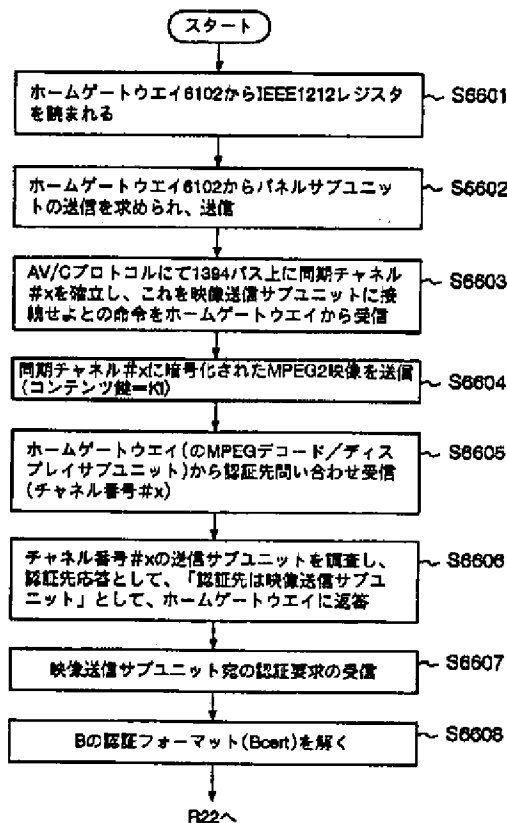 スタート
ホームゲートウエイ6102からIEEE1212レジスタ
を読まれる
S6601
ホームゲートウエイ6102からパネルサブユニッ
トの送信を求められ、送信
S6602
AV/Cプロトコルにて1394バス上に同期チャネル
#xを確立し、これを映像送信サブユニットに接
続せよとの命令をホームゲートウエイから受信
S6603
同期チャネル#xに暗号化されたMPEG2映像を送信
(コンテンツ鍵=K1)
S6604
ホームゲートウエイ(のMPEGデコード/ディス
プレイサブユニット)から認証先問い合わせ受信
(チャネル番号#x)
S6605
チャネル番号#xの送信サブユニットを調査し、
認証先応答として、「認証先は映像送信サブユ
ニット」として、ホームゲートウエイに返答
S6606
映像送信サブユニット宛の認証要求の受信
S6607
Bの認証フォーマット(Bcert)を解く
S6608
R22へ